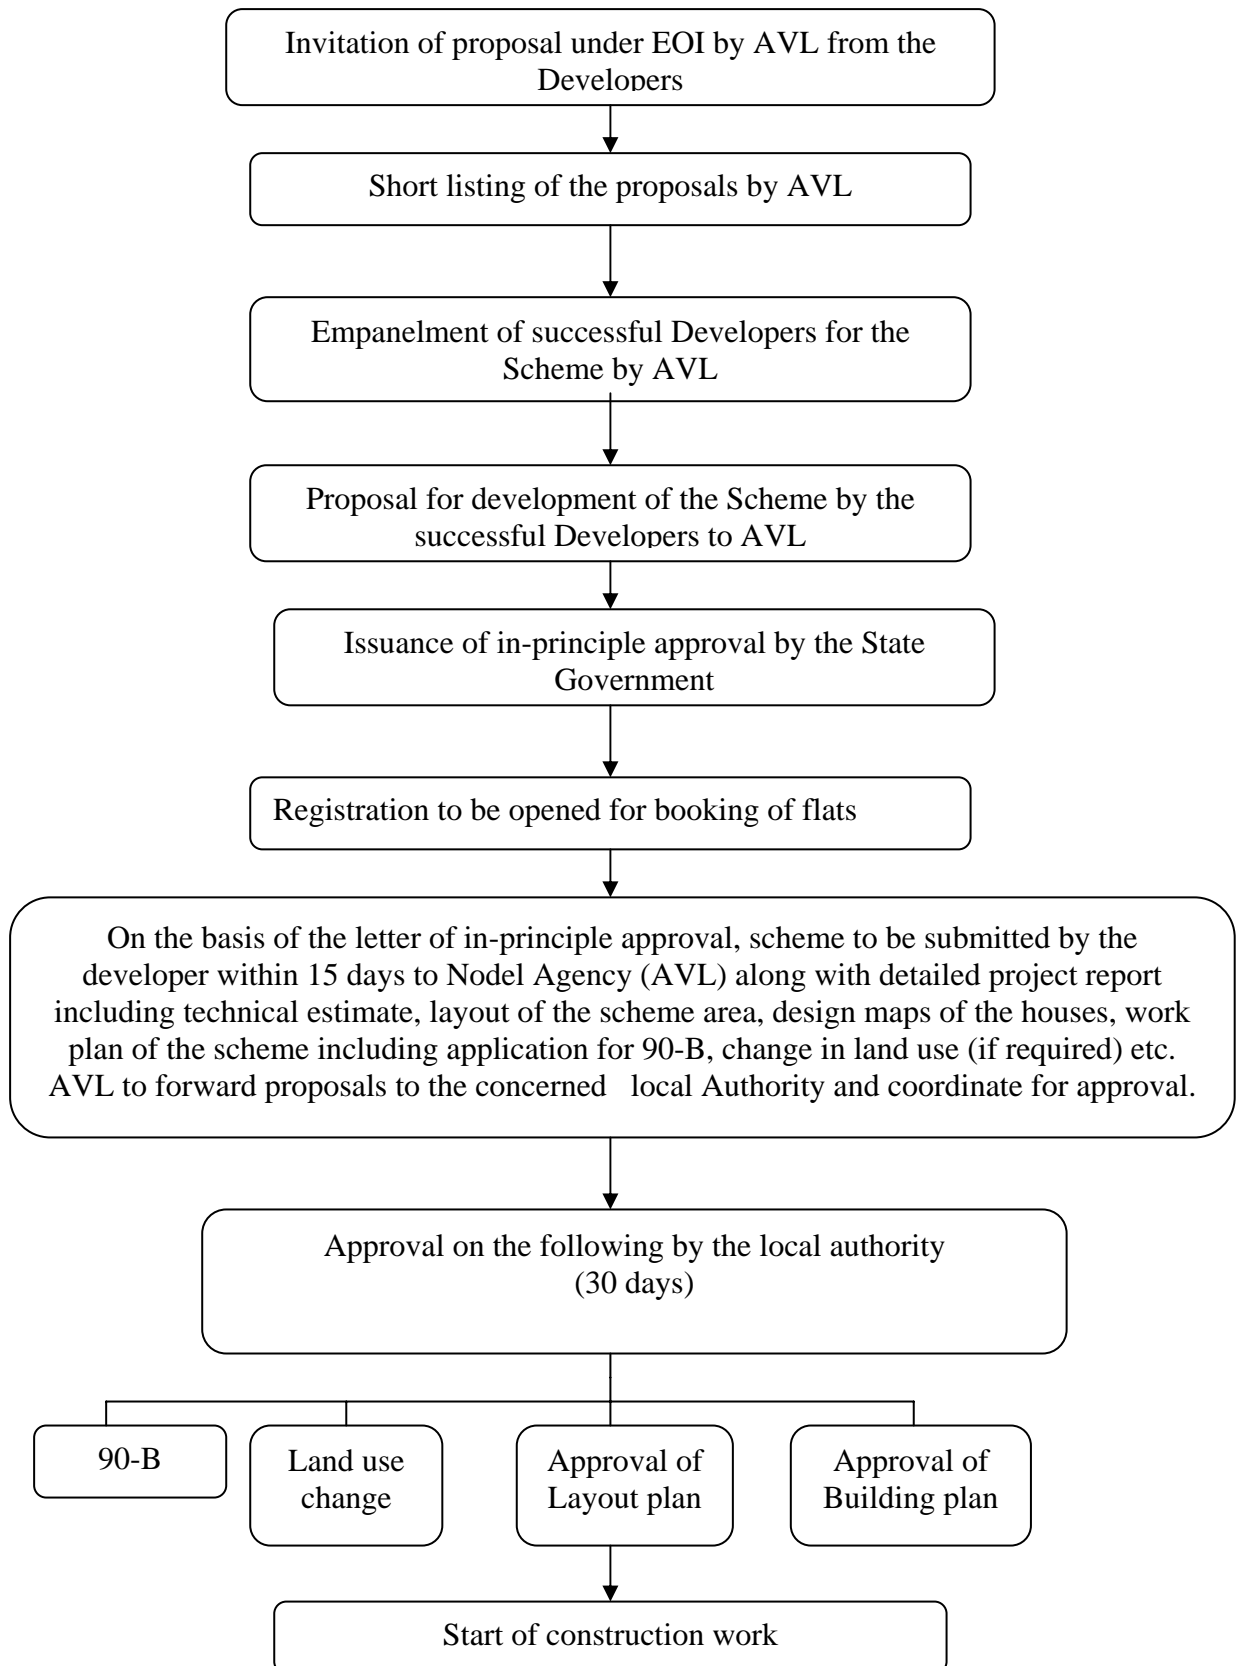 Invitation of proposal under EOI by AVL from the
Developers
Short listing of the proposals by AVL
Empanelment of successful Developers for the
Scheme by AVL
Proposal for development of the Scheme by the
successful Developers to AVL
Issuance of in-principle approval by the State
Government
Registration to be opened for booking of flats
On the basis of the letter of in-principle approval, scheme to be submitted by the
developer within 15 days to Nodel Agency (AVL) along with detailed project report
including technical estimate, layout of the scheme area, design maps of the houses, work
plan of the scheme including application for 90-B, change in land use (if required) etc.
AVL to forward proposals to the concerned local Authority and coordinate for approval.
Approval on the following by the local authority
(30 days)
90-B
Land use
change
Approval of
Layout plan
Approval of
Building plan
Start of construction work